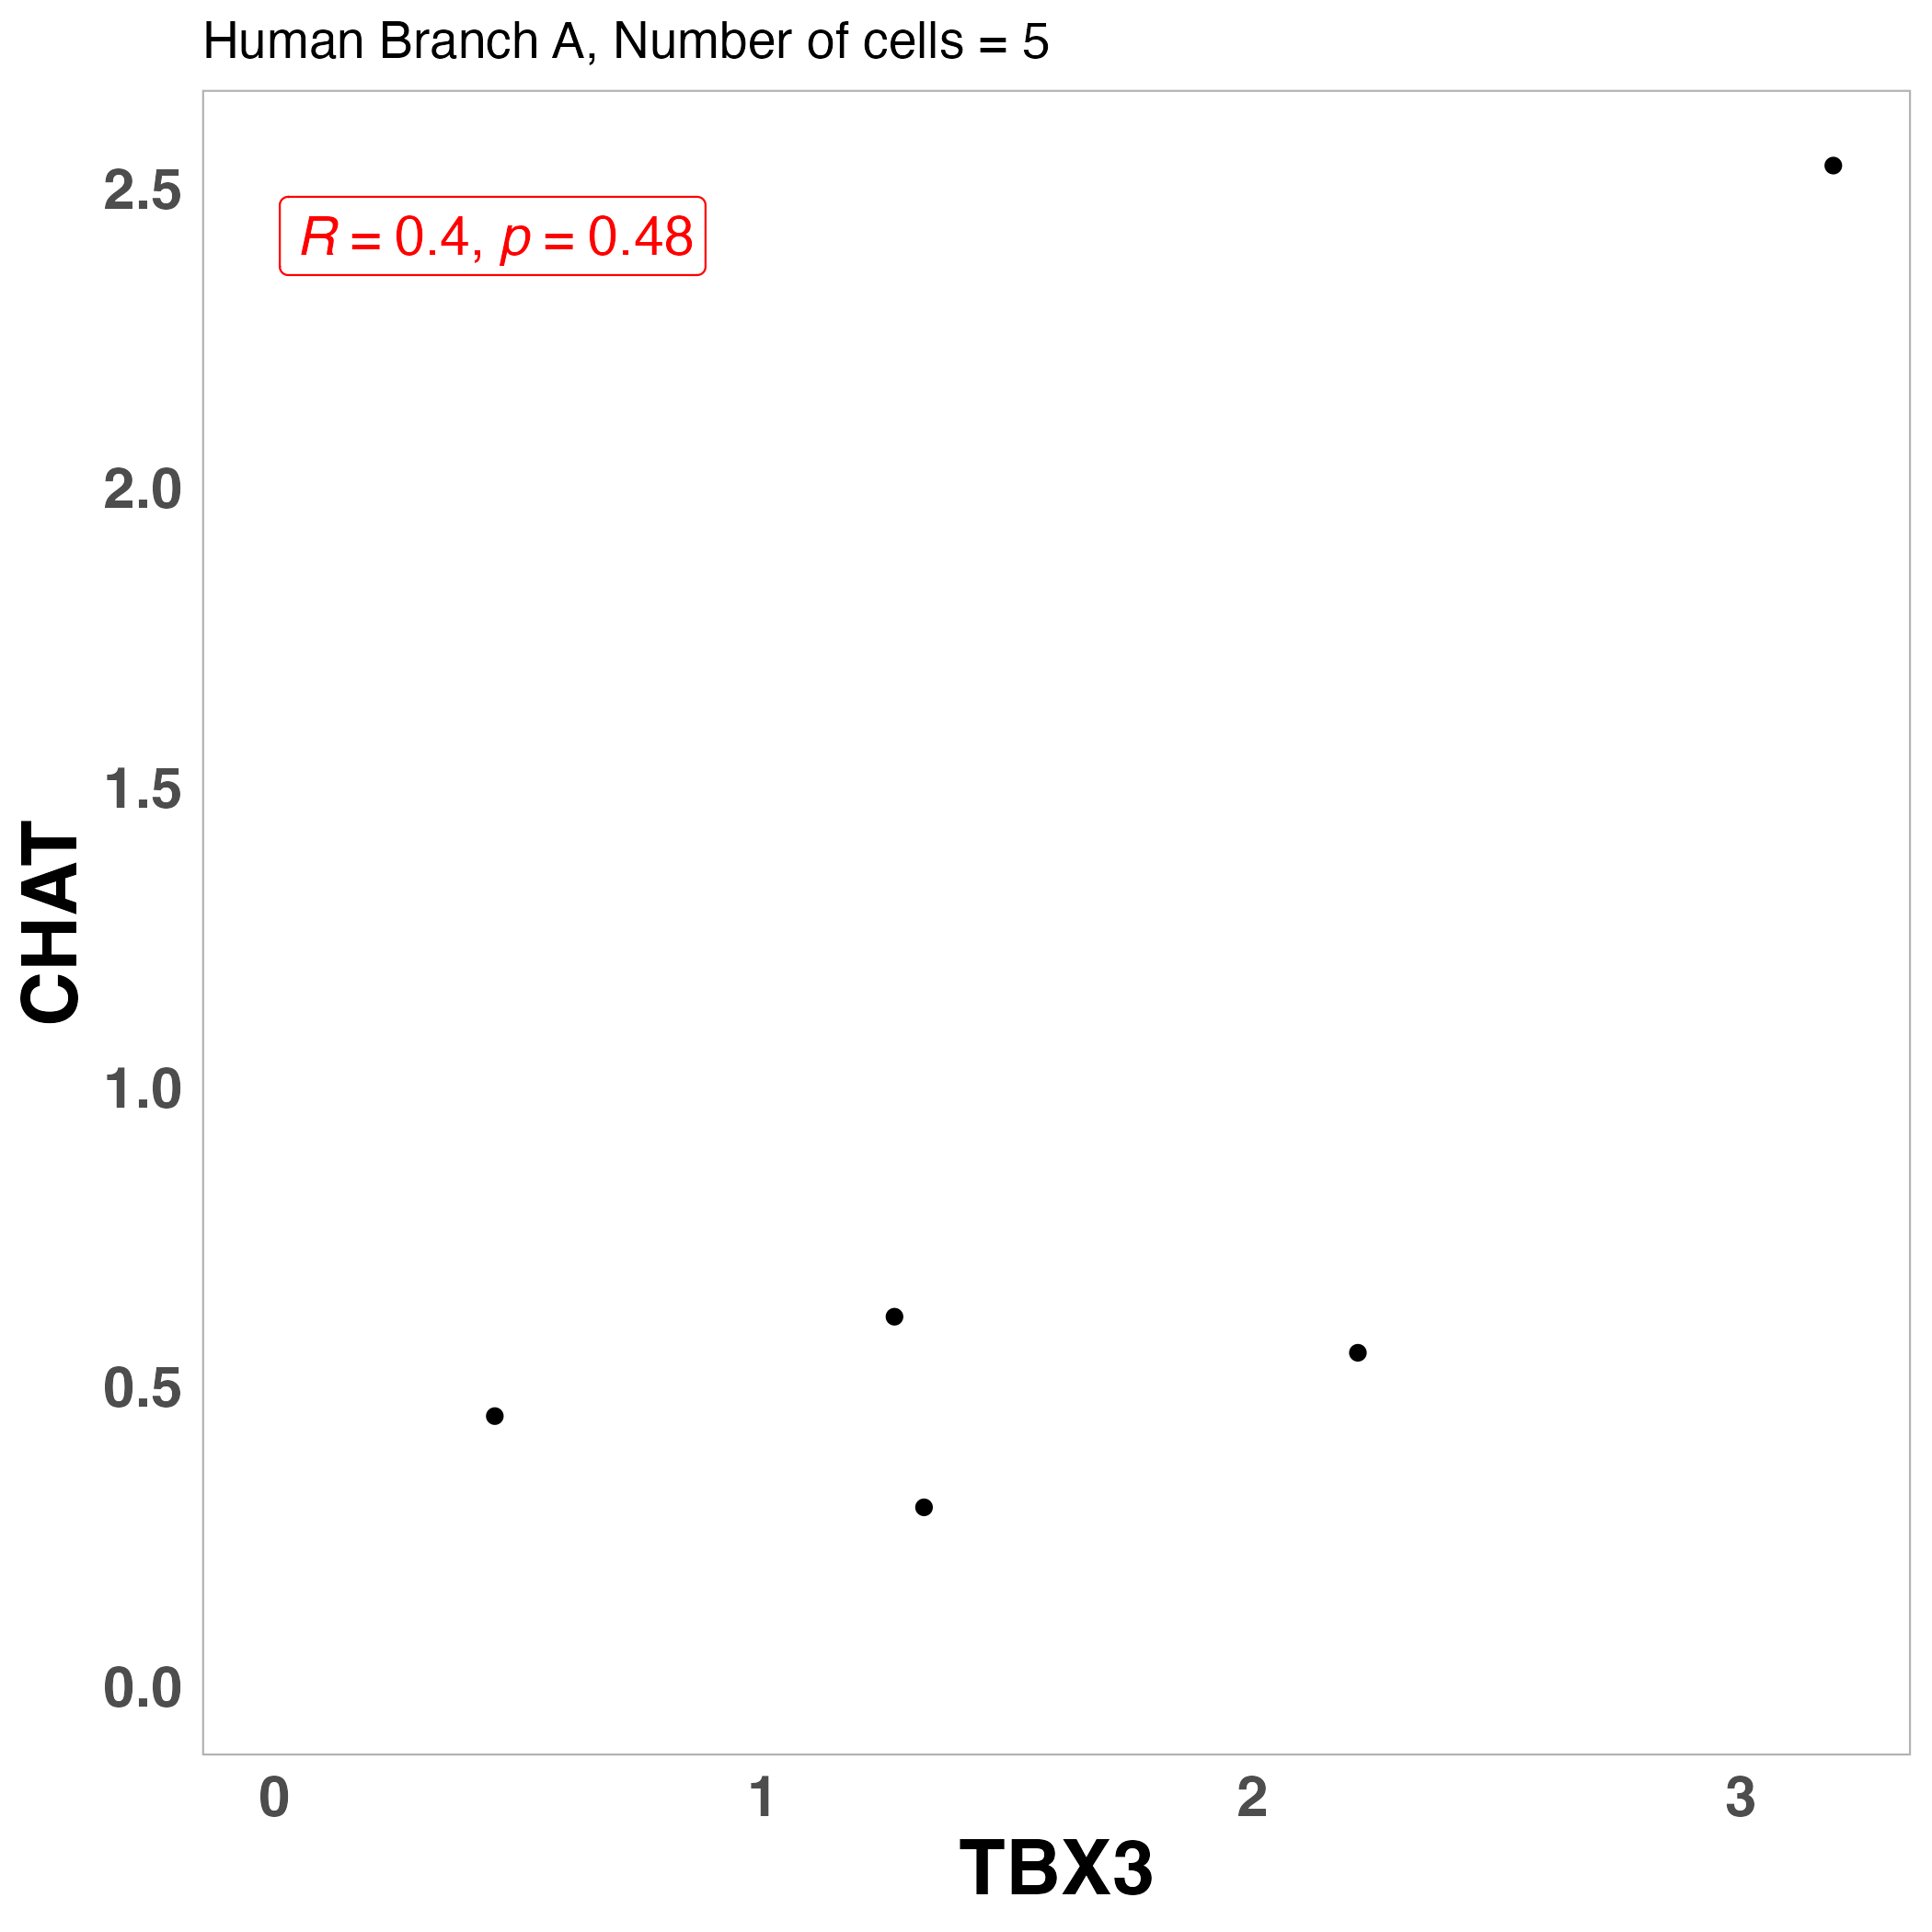 Human Branch A, Number of cells = 5
R = 0.4, p = 0.48
2.5
2.0
1.5
1.0
0.5
0.0
CHAT
0 1 2 3
TBX3